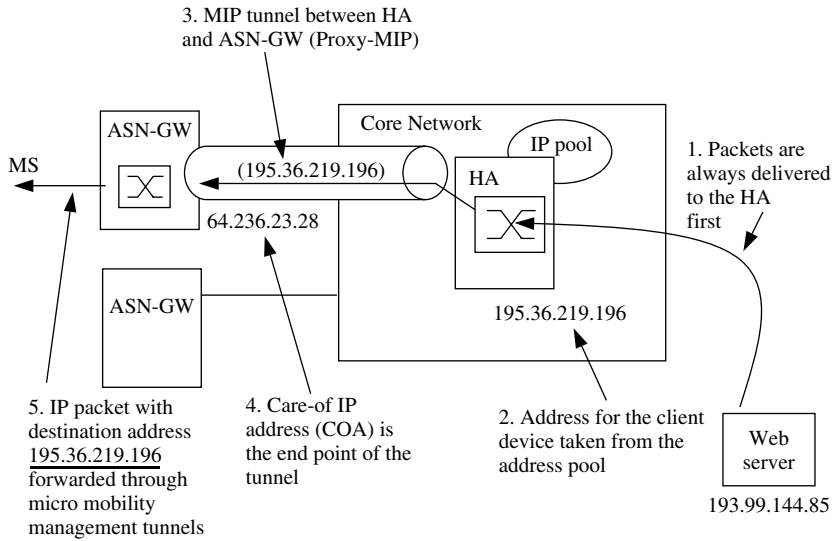 3. MIP tunnel between HA
and ASN-GW (Proxy-MIP)
ASN-GW
Core Network
IP pool
1. Packets are
always delivered
to the HA
first
MS
(195.36.219.196)
HA
64.236.23.28
ASN-GW
195.36.219.196
5. IP packet with
destination address
195.36.219.196
forwarded through
micro mobility
management tunnels
4. Care-of IP
address (COA) is
the end point of the
tunnel
2. Address for the client
device taken from the
address pool
Web
server
193.99.144.85